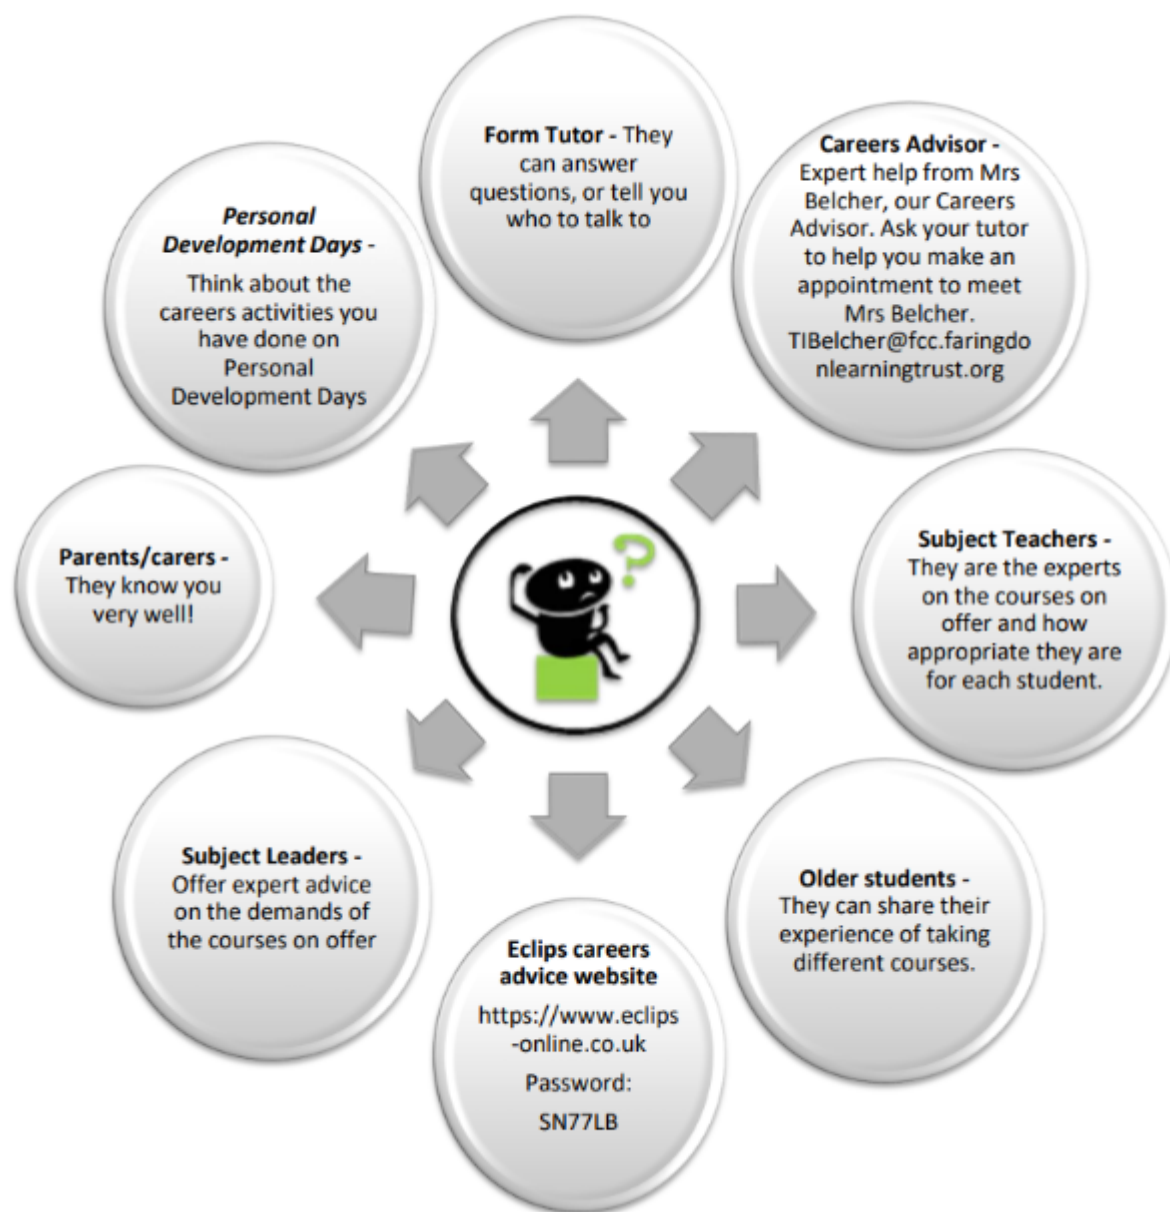 Form Tutor - They
can answer
questions, or tell you
who to talk to
Careers Advisor -
Expert help from Mrs
Belcher, our Careers
Advisor. Ask your tutor
to help you make an
appointment to meet
Mrs Belcher.
TIBelcher@fcc.faringdo
nlearningtrust.org
Subject Teachers -
They are the experts
on the courses on
offer and how
appropriate they are
for each student.
Older students -
They can share their
experience of taking
different courses.
Eclips careers
advice website
https://www.eclips
-online.co.uk
Password:
SN77LB
Subject Leaders -
Offer expert advice
on the demands of
the courses on offer
Parents/carers -
They know you
very well!
Personal
Development Days -
Think about the
careers activities you
have done on
Personal
Development Days
?